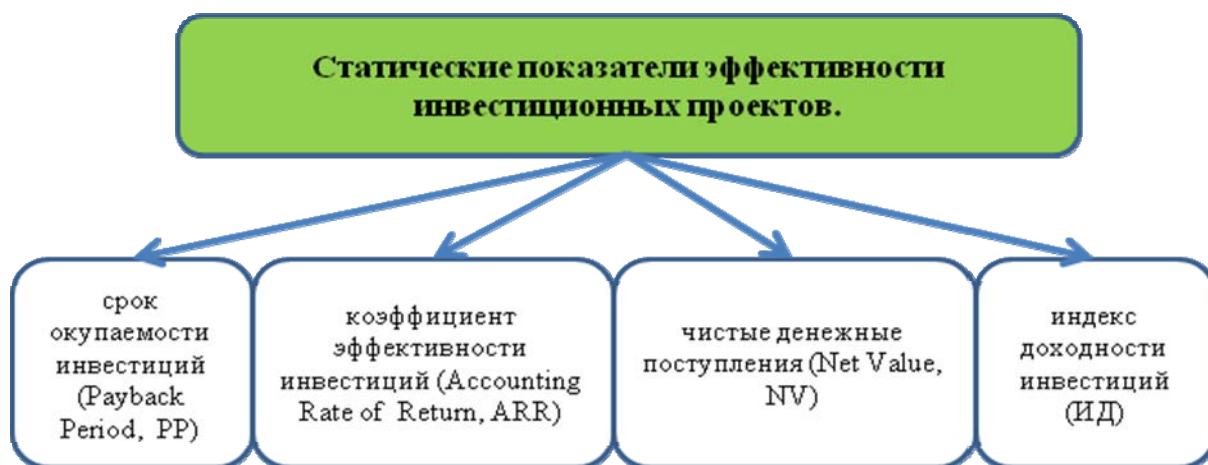 Статические показатели эффективности
инвестиционных проектов.
срок
окупаемости
инвестиций
(Payback
Period, PP)
коэффициент
эффективности
инвестиций (Accounting
Rate of Return, ARR)
чистые денежные
поступления (Net Value,
NV)
индекс
доходности
инвестиций
(ИД)